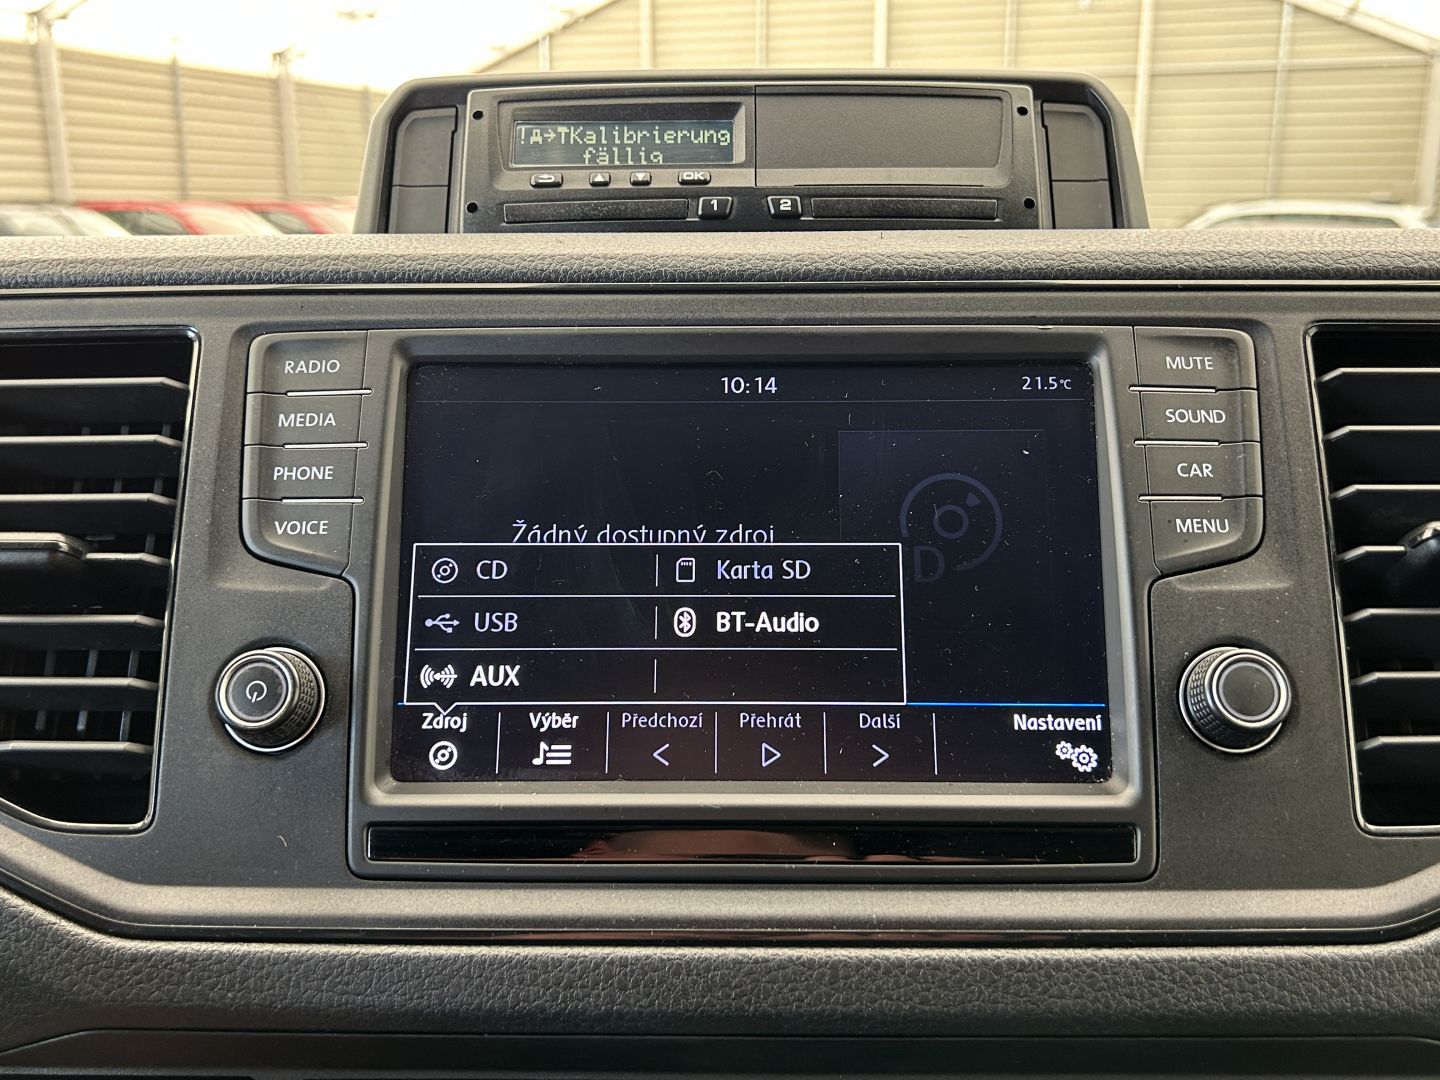 !A→TKalibrierung
fällig
OK
1
2
RADIO
MEDIA
PHONE
VOICE
10:14
21.5°C
Žádný dostupný zdroj
CD
Karta SD
USB
BT-Audio
AUX
Zdroj
Výběr
Předchozí
Přehrát
Další
Nastavení
D
MUTE
SOUND
CAR
MENU